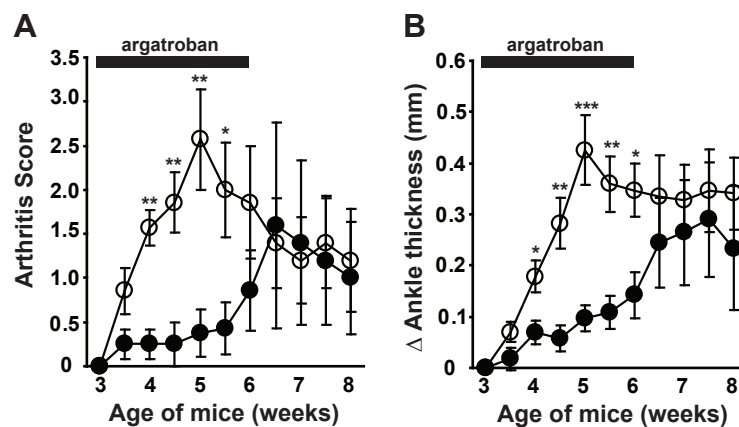 A
argatroban
3.5
3.0
2.5
2.0
1.5
1.0
0.5
0
Arthritis Score
**
**
**
*
3 4 5 6 7 8
Age of mice (weeks)
B
argatroban
0.6
0.5
0.4
0.3
0.2
0.1
0
Δ Ankle thickness (mm)
*
**
***
**
*
3 4 5 6 7 8
Age of mice (weeks)